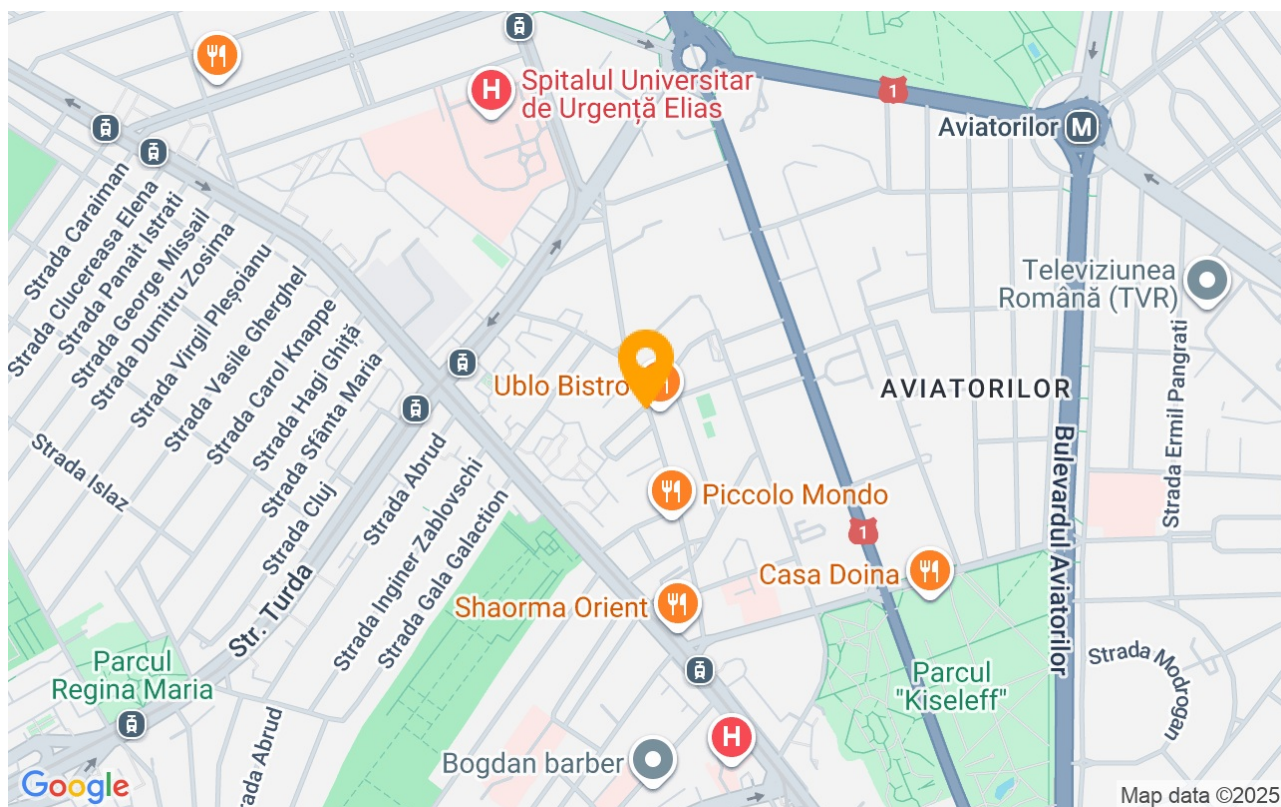 Spitalul Universitar
de Urgență Elias
1
Aviatorilor
M
H
Strada Caraiman
Strada Clucereasa Elena
Strada Panait Istrati
Strada George Missail
Strada Dumitru Zosima
Strada Virgil Pleșoianu
Strada Vasile Gherghel
Strada Carol Knappe
Strada Hagi Ghiță
Strada Sfânta Maria
Strada Cluj
Strada Islaz
Televiziunea
Română (TVR)
Strada Ermil Pangrati
Ublo Bistro
AVIATORILOR
Bulevardul Aviatorilor
Strada Abrud
Strada Inginer Zablovschi
Strada Gala Galaction
Piccolo Mondo
1
Casa Doina
Shaorma Orient
Str. Turda
Parcul
Regina Maria
Parcul
"Kiseleff"
Strada Modrogan
rada Abrud
H
Bogdan barber
Google
Map data ©2025